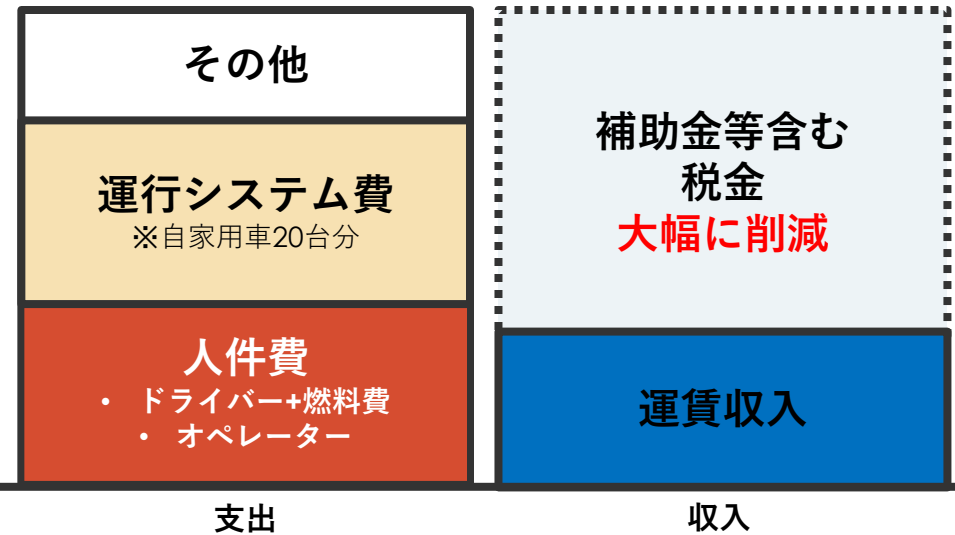 その他
運行システム費
※自家用車20台分
人件費
• ドライバー+燃料費
• オペレーター
支出
補助金等含む
税金
大幅に削減
運賃収入
収入